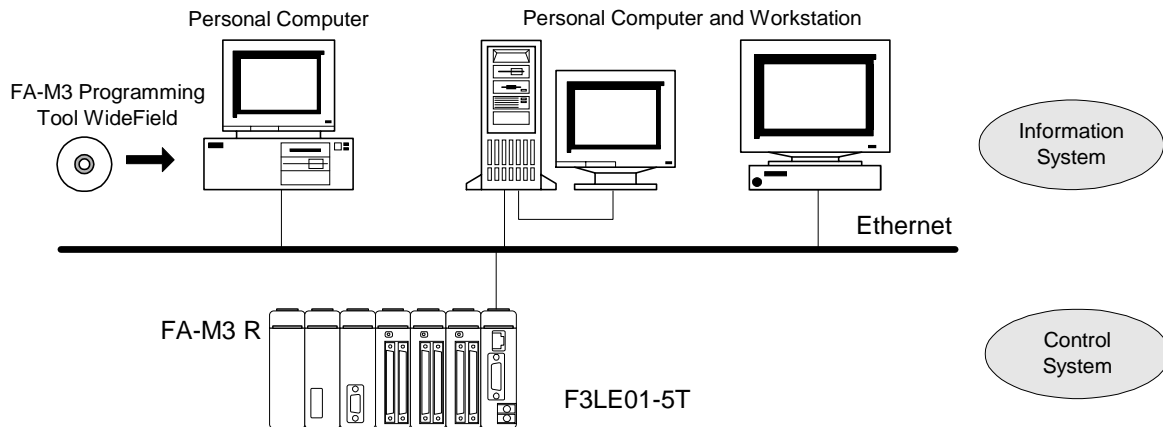 Personal Computer
Personal Computer and Workstation
FA-M3 Programming
Tool WideField
Information
System
Ethernet
FA-M3 R
F3LE01-5T
Control
System